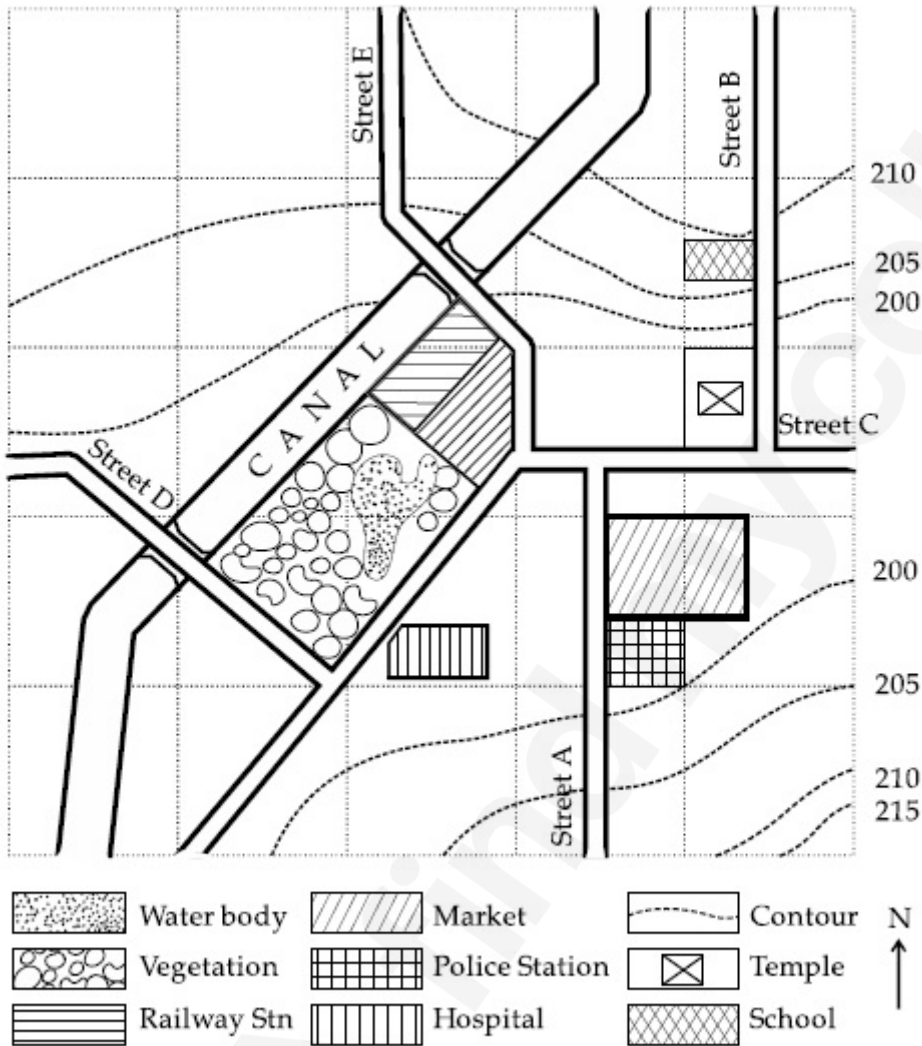 Street E
Street B
210
205
200
CANAL
Street C
Street D
200
205
210
215
Street A
Water body
Market
Contour
N
Vegetation
Police Station
Temple
Railway Stn
Hospital
School